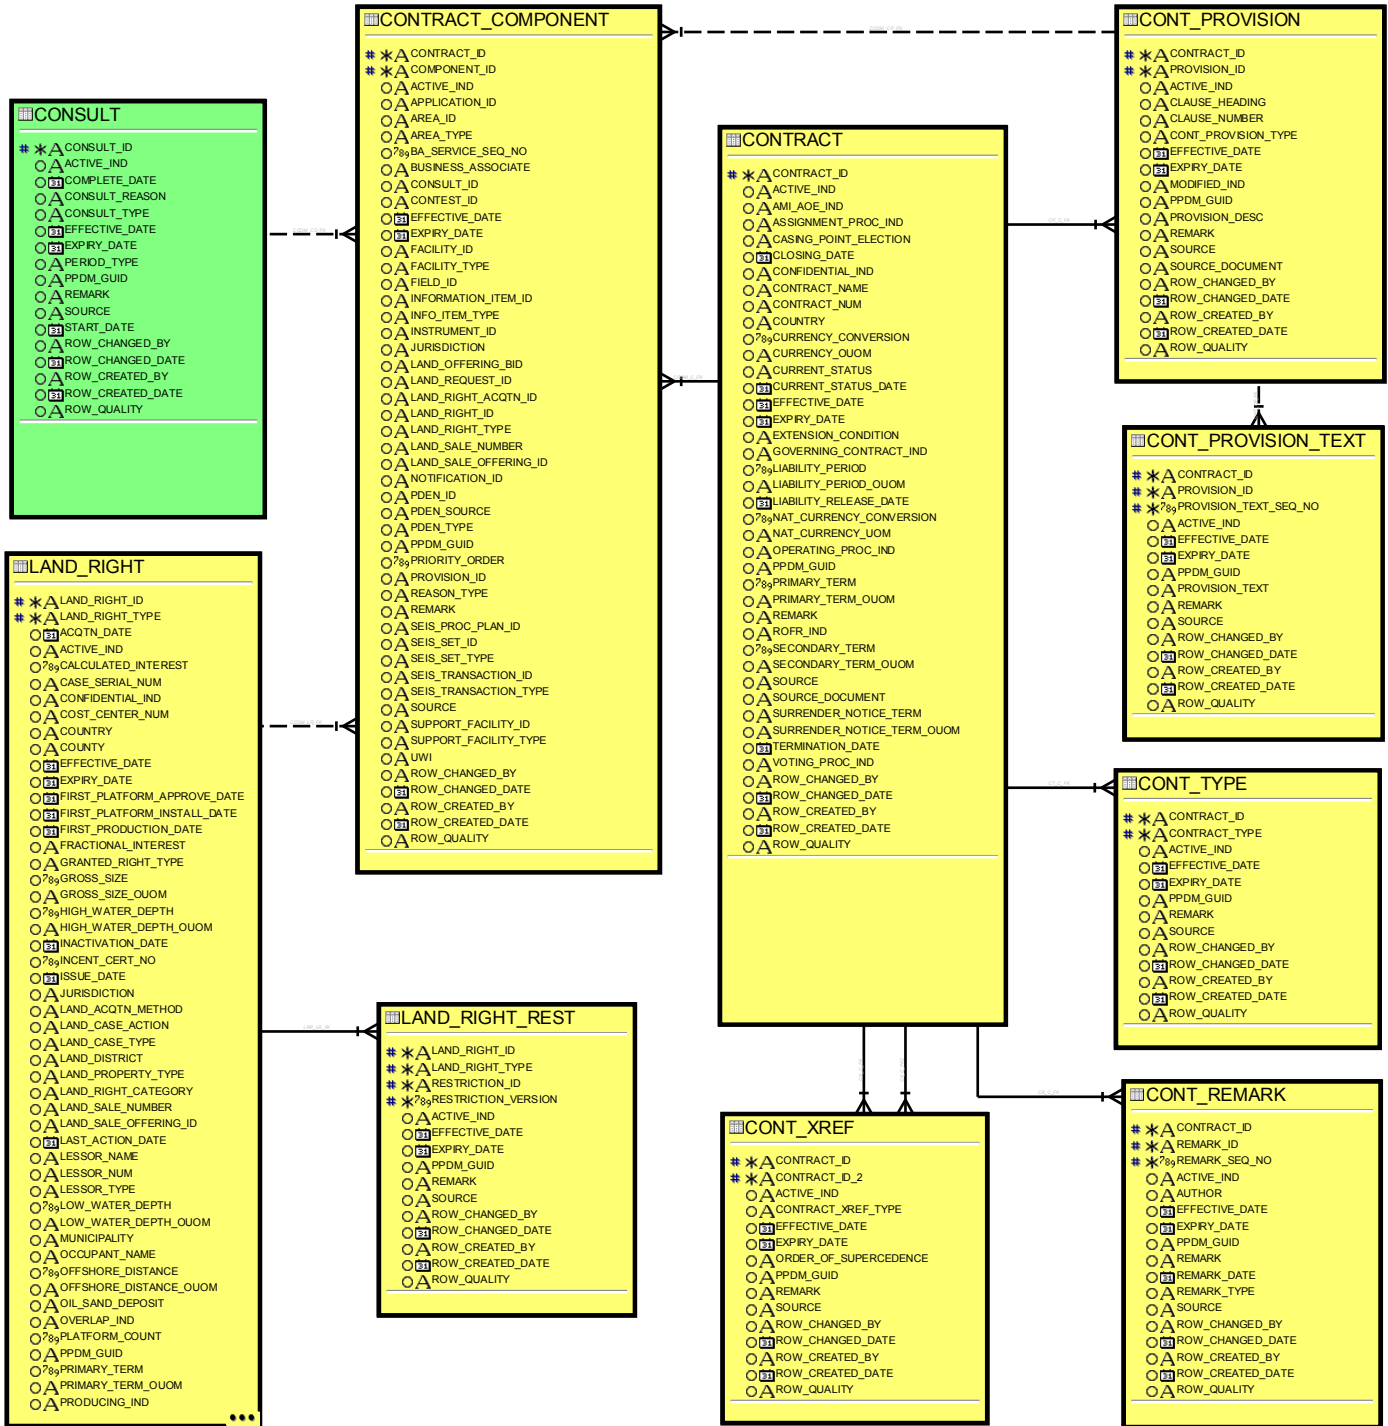 CONTRACT_COMPONENT
CONTRACT_ID
COMPONENT_ID
ACTIVE_IND
APPLICATION_ID
AREA_ID
AREA_TYPE
BA_SERVICE_SEQ_NO
BUSINESS_ASSOCIATE
CONSULT_ID
CONTEST_ID
EFFECTIVE_DATE
EXPIRY_DATE
FACILITY_ID
FACILITY_TYPE
FIELD_ID
INFORMATION_ITEM_ID
INFO_ITEM_TYPE
INSTRUMENT_ID
JURISDICTION
LAND_OFFERING_BID
LAND_REQUEST_ID
LAND_RIGHT_ACQTN_ID
LAND_RIGHT_ID
LAND_RIGHT_TYPE
LAND_SALE_NUMBER
LAND_SALE_OFFERING_ID
NOTIFICATION_ID
PDEN_ID
PDEN_SOURCE
PDEN_TYPE
PPDM_GUID
PRIORITY_ORDER
PROVISION_ID
REASON_TYPE
REMARK
SEIS_PROC_PLAN_ID
SEIS_SET_ID
SEIS_SET_TYPE
SEIS_TRANSACTION_ID
SEIS_TRANSACTION_TYPE
SOURCE
SUPPORT_FACILITY_ID
SUPPORT_FACILITY_TYPE
UWI
ROW_CHANGED_BY
ROW_CHANGED_DATE
ROW_CREATED_BY
ROW_CREATED_DATE
ROW_QUALITY
CONT_PROVISION
CONTRACT_ID
PROVISION_ID
ACTIVE_IND
CLAUSE_HEADING
CLAUSE_NUMBER
CONT_PROVISION_TYPE
EFFECTIVE_DATE
EXPIRY_DATE
MODIFIED_IND
PPDM_GUID
PROVISION_DESC
REMARK
SOURCE
SOURCE_DOCUMENT
ROW_CHANGED_BY
ROW_CHANGED_DATE
ROW_CREATED_BY
ROW_CREATED_DATE
ROW_QUALITY
CONSULT
CONSULT_ID
ACTIVE_IND
COMPLETE_DATE
CONSULT_REASON
CONSULT_TYPE
EFFECTIVE_DATE
EXPIRY_DATE
PERIOD_TYPE
PPDM_GUID
REMARK
SOURCE
START_DATE
ROW_CHANGED_BY
ROW_CHANGED_DATE
ROW_CREATED_BY
ROW_CREATED_DATE
ROW_QUALITY
CONTRACT
CONTRACT_ID
ACTIVE_IND
AMI_AOE_IND
ASSIGNMENT_PROC_IND
CASING_POINT_ELECTION
CLOSING_DATE
CONFIDENTIAL_IND
CONTRACT_NAME
CONTRACT_NUM
COUNTRY
CURRENCY_CONVERSION
CURRENCY_OUOM
CURRENT_STATUS
CURRENT_STATUS_DATE
EFFECTIVE_DATE
EXPIRY_DATE
EXTENSION_CONDITION
GOVERNING_CONTRACT_IND
LIABILITY_PERIOD
LIABILITY_PERIOD_OUOM
LIABILITY_RELEASE_DATE
NAT_CURRENCY_CONVERSION
NAT_CURRENCY_UOM
OPERATING_PROC_IND
PPDM_GUID
PRIMARY_TERM
PRIMARY_TERM_OUOM
REMARK
ROFR_IND
SECONDARY_TERM
SECONDARY_TERM_OUOM
SOURCE
SOURCE_DOCUMENT
SURRENDER_NOTICE_TERM
SURRENDER_NOTICE_TERM_OUOM
TERMINATION_DATE
VOTING_PROC_IND
ROW_CHANGED_BY
ROW_CHANGED_DATE
ROW_CREATED_BY
ROW_CREATED_DATE
ROW_QUALITY
CONT_PROVISION_TEXT
CONTRACT_ID
PROVISION_ID
PROVISION_TEXT_SEQ_NO
ACTIVE_IND
EFFECTIVE_DATE
EXPIRY_DATE
PPDM_GUID
PROVISION_TEXT
REMARK
SOURCE
ROW_CHANGED_BY
ROW_CHANGED_DATE
ROW_CREATED_BY
ROW_CREATED_DATE
ROW_QUALITY
LAND_RIGHT
LAND_RIGHT_ID
LAND_RIGHT_TYPE
ACQTN_DATE
ACTIVE_IND
CALCULATED_INTEREST
CASE_SERIAL_NUM
CONFIDENTIAL_IND
COST_CENTER_NUM
COUNTRY
COUNTY
EFFECTIVE_DATE
EXPIRY_DATE
FIRST_PLATFORM_APPROVE_DATE
FIRST_PLATFORM_INSTALL_DATE
FIRST_PRODUCTION_DATE
FRACTIONAL_INTEREST
GRANTED_RIGHT_TYPE
GROSS_SIZE
GROSS_SIZE_OUOM
HIGH_WATER_DEPTH
HIGH_WATER_DEPTH_OUOM
INACTIVATION_DATE
INCENT_CERT_NO
ISSUE_DATE
JURISDICTION
LAND_ACQTN_METHOD
LAND_CASE_ACTION
LAND_CASE_TYPE
LAND_DISTRICT
LAND_PROPERTY_TYPE
LAND_RIGHT_CATEGORY
LAND_SALE_NUMBER
LAND_SALE_OFFERING_ID
LAST_ACTION_DATE
LESSOR_NAME
LESSOR_NUM
LESSOR_TYPE
LOW_WATER_DEPTH
LOW_WATER_DEPTH_OUOM
MUNICIPALITY
OCCUPANT_NAME
OFFSHORE_DISTANCE
OFFSHORE_DISTANCE_OUOM
OIL_SAND_DEPOSIT
OVERLAP_IND
PLATFORM_COUNT
PPDM_GUID
PRIMARY_TERM
PRIMARY_TERM_OUOM
PRODUCING_IND
CONT_TYPE
CONTRACT_ID
CONTRACT_TYPE
ACTIVE_IND
EFFECTIVE_DATE
EXPIRY_DATE
PPDM_GUID
REMARK
SOURCE
ROW_CHANGED_BY
ROW_CHANGED_DATE
ROW_CREATED_BY
ROW_CREATED_DATE
ROW_QUALITY
LAND_RIGHT_REST
LAND_RIGHT_ID
LAND_RIGHT_TYPE
RESTRICTION_ID
RESTRICTION_VERSION
ACTIVE_IND
EFFECTIVE_DATE
EXPIRY_DATE
PPDM_GUID
REMARK
SOURCE
ROW_CHANGED_BY
ROW_CHANGED_DATE
ROW_CREATED_BY
ROW_CREATED_DATE
ROW_QUALITY
CONT_XREF
CONTRACT_ID
CONTRACT_ID_2
ACTIVE_IND
CONTRACT_XREF_TYPE
EFFECTIVE_DATE
EXPIRY_DATE
ORDER_OF_SUPERCEDENCE
PPDM_GUID
REMARK
SOURCE
ROW_CHANGED_BY
ROW_CHANGED_DATE
ROW_CREATED_BY
ROW_CREATED_DATE
ROW_QUALITY
CONT_REMARK
CONTRACT_ID
REMARK_ID
REMARK_SEQ_NO
ACTIVE_IND
AUTHOR
EFFECTIVE_DATE
EXPIRY_DATE
PPDM_GUID
REMARK
REMARK_DATE
REMARK_TYPE
SOURCE
ROW_CHANGED_BY
ROW_CHANGED_DATE
ROW_CREATED_BY
ROW_CREATED_DATE
ROW_QUALITY